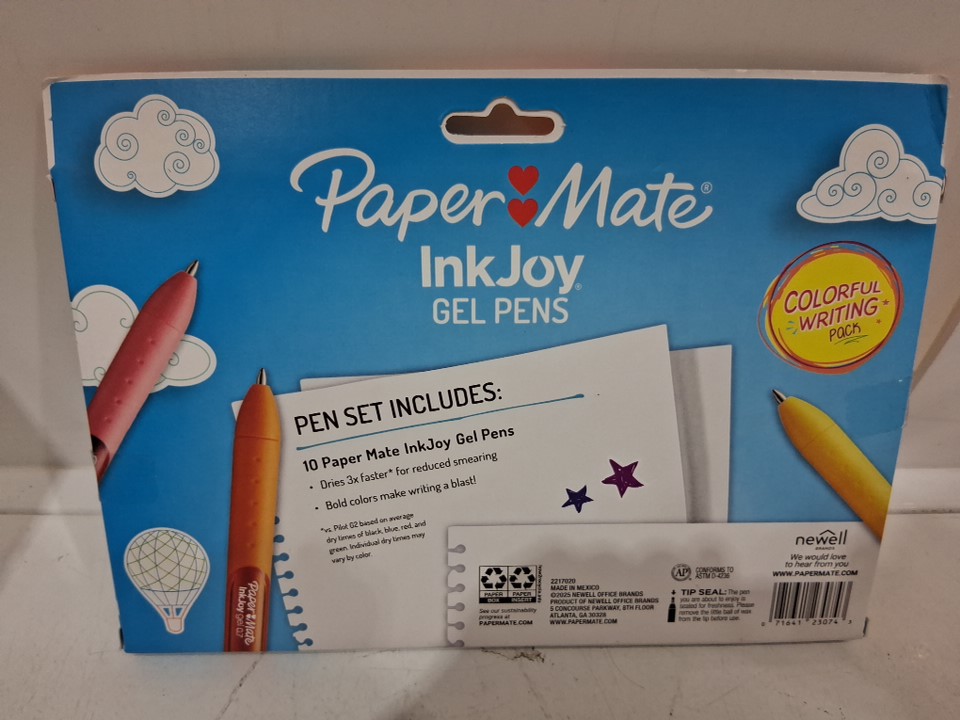 Paper Mate®
InkJoy®
GEL PENS
COLORFUL
WRITING
PACK
PEN SET INCLUDES:
10 Paper Mate InkJoy Gel Pens
• Dries 3x faster* for reduced smearing
• Bold colors make writing a blast!
*vs. Pilot G2 based on average
dry times of black, blue, red, and
green. Individual dry times may
vary by color.
Paper Mate
InkJoy gel 0.7
PAPER
BOX
PAPER
INSERT
See our sustainability
progress at
PAPERMATE.COM
2217020
MADE IN MEXICO
©2025 NEWELL OFFICE BRANDS
PRODUCT OF NEWELL OFFICE BRANDS
5 CONCOURSE PARKWAY, 8TH FLOOR
ATLANTA, GA 30328
WWW.PAPERMATE.COM
AP
CONFORMS TO
ASTM D-4236
TIP SEAL: The pen
you are about to enjoy is
sealed for freshness. Please
remove the little ball of wax
from the tip before use.
newell
BRANDS
We would love
to hear from you
WWW.PAPERMATE.COM
71641 23074 3